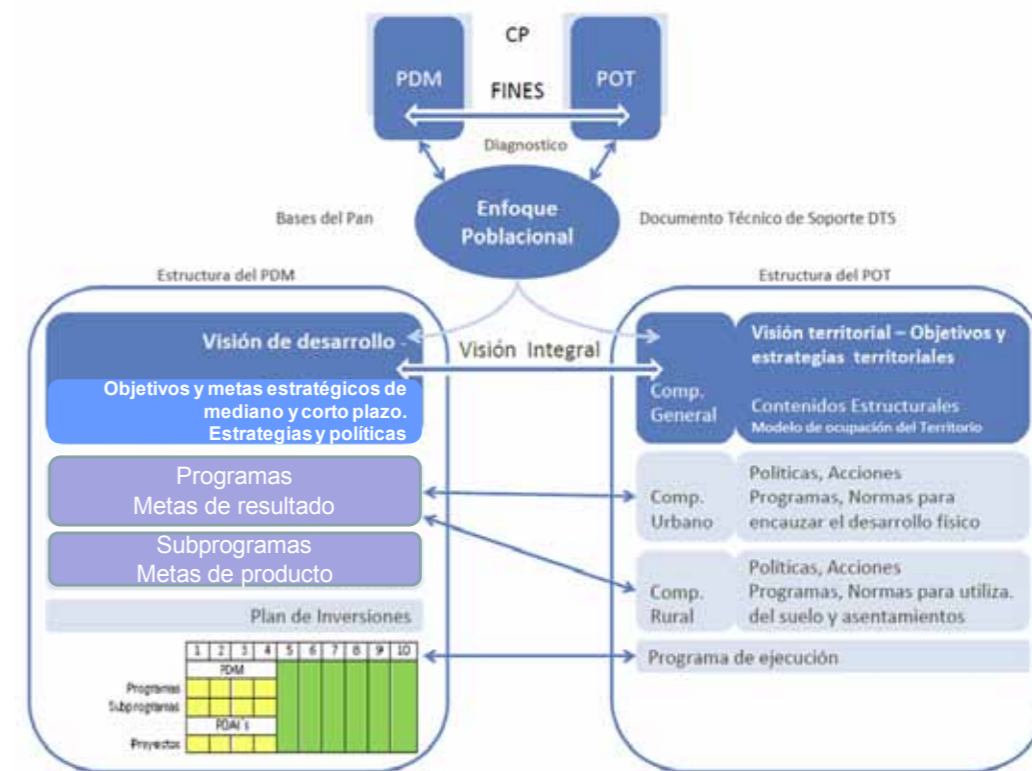 CP
PDM
POT
FINES
Diagnostico
Enfoque
Poblacional
Bases del Pan
Documento Técnico de Soporte DTS
Estructura del PDM
Estructura del POT
Visión de desarrollo -
Visión Integral
Objetivos y metas estratégicos de
mediano y corto plazo.
Estrategias y políticas
Programas
Metas de resultado
Subprogramas
Metas de producto
Plan de Inversiones
1 2 3 4 5 6 7 8 9 10
PDM
Programas
Subprogramas
PDAI´s
Proyectos
Comp.
General
Visión territorial – Objetivos y
estrategias territoriales
Contenidos Estructurales
Modelo de ocupación del Territorio
Comp.
Urbano
Políticas, Acciones
Programas, Normas para
encauzar el desarrollo físico
Comp.
Rural
Políticas, Acciones
Programas, Normas para utiliza.
del suelo y asentamientos
Programa de ejecución